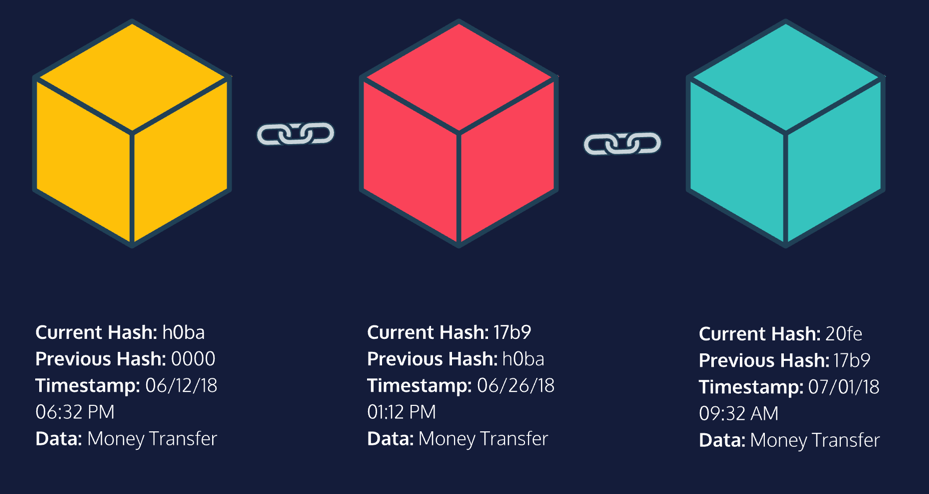 Current Hash: h0ba
Previous Hash: 0000
Timestamp: 06/12/18
06:32 PM
Data: Money Transfer
Current Hash: 17b9
Previous Hash: h0ba
Timestamp: 06/26/18
01:12 PM
Data: Money Transfer
Current Hash: 20fe
Previous Hash: 17b9
Timestamp: 07/01/18
09:32 AM
Data: Money Transfer